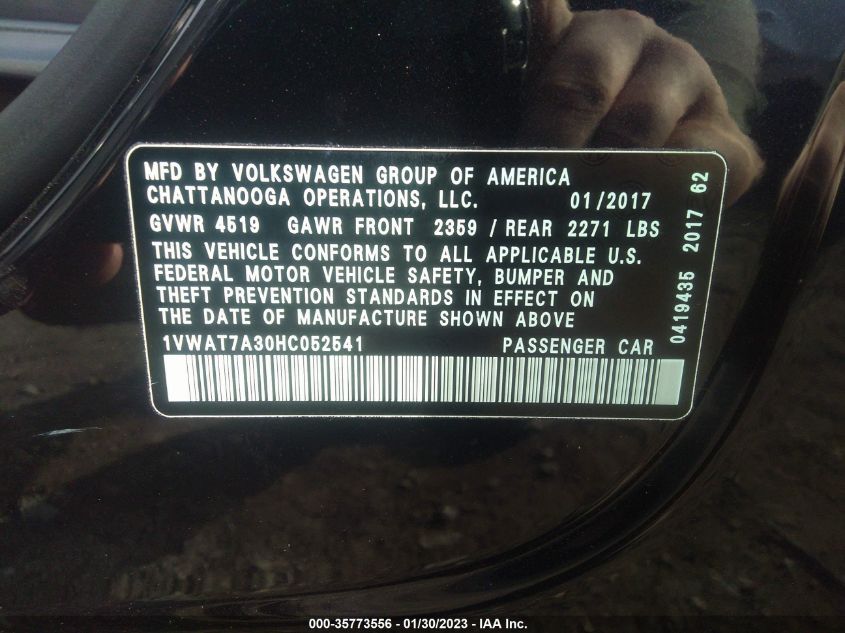 MFD BY VOLKSWAGEN GROUP OF AMERICA
CHATTANOOGA OPERATIONS, LLC. 01/2017
GVWR 4519 GAWR FRONT 2359 / REAR 2271 LBS
THIS VEHICLE CONFORMS TO ALL APPLICABLE U.S.
FEDERAL MOTOR VEHICLE SAFETY, BUMPER AND
THEFT PREVENTION STANDARDS IN EFFECT ON
THE DATE OF MANUFACTURE SHOWN ABOVE
1VWAT7A30HC052541 PASSENGER CAR
0419435 2017 62
000-35773556 - 01/30/2023 - IAA Inc.